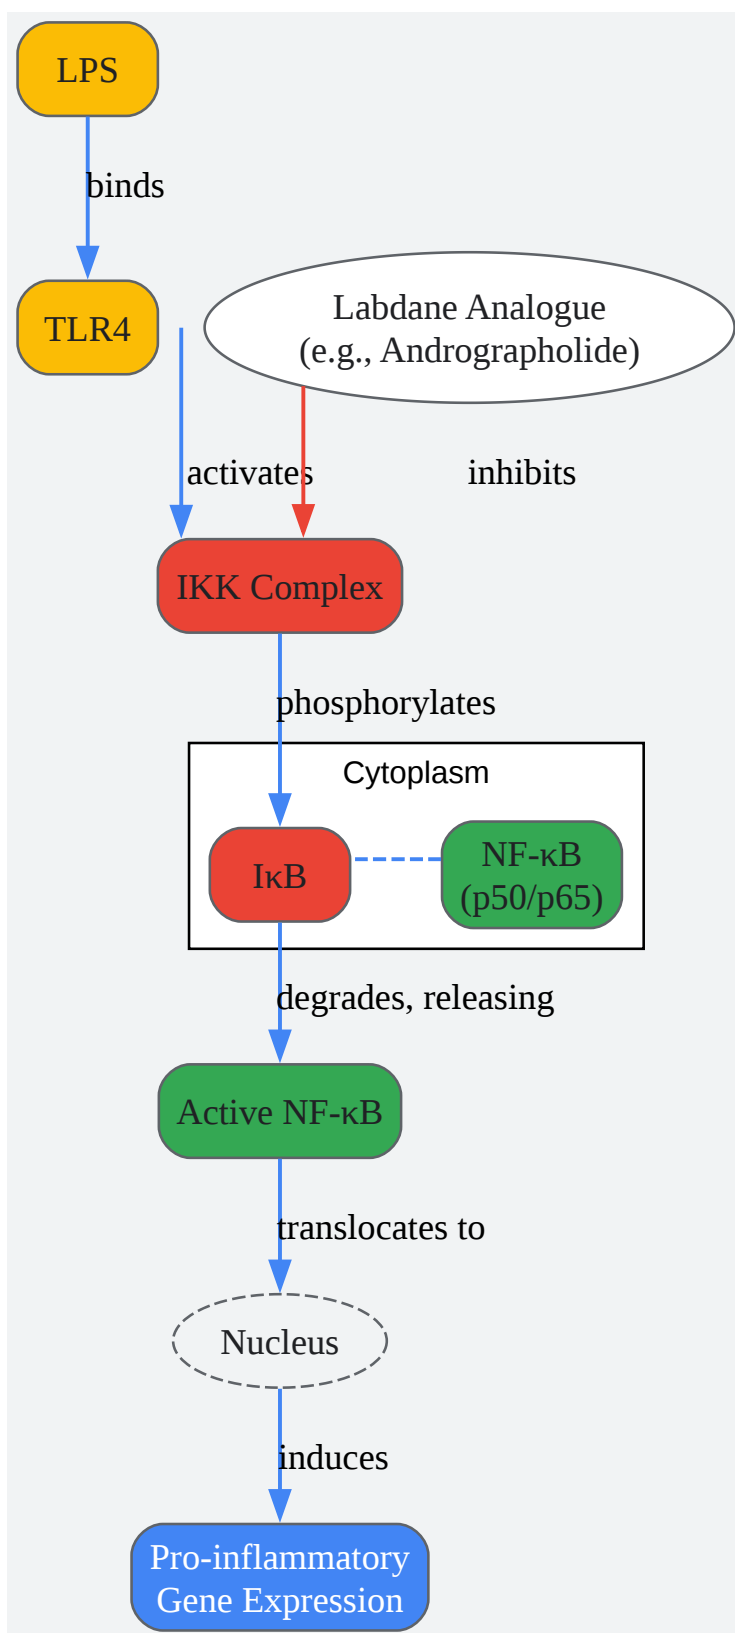 LPS
binds
TLR4
Labdane Analogue
(e.g., Andrographolide)
activates
inhibits
IKK Complex
phosphorylates
Cytoplasm
IκB
NF-κB
(p50/p65)
degrades, releasing
Active NF-κB
translocates to
Nucleus
induces
Pro-inflammatory
Gene Expression